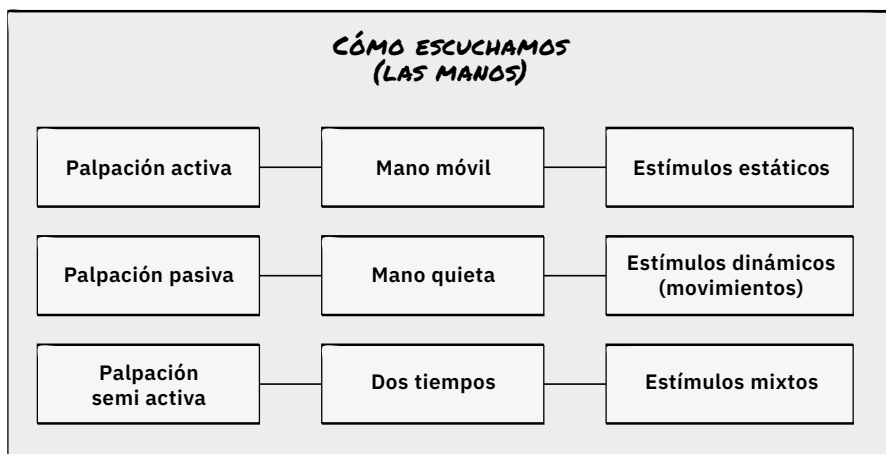 CÓMO ESCUCHAMOS
(LAS MANOS)
Palpación activa
Mano móvil
Estímulos estáticos
Palpación pasiva
Mano quieta
Estímulos dinámicos
(movimientos)
Palpación
semi activa
Dos tiempos
Estímulos mixtos